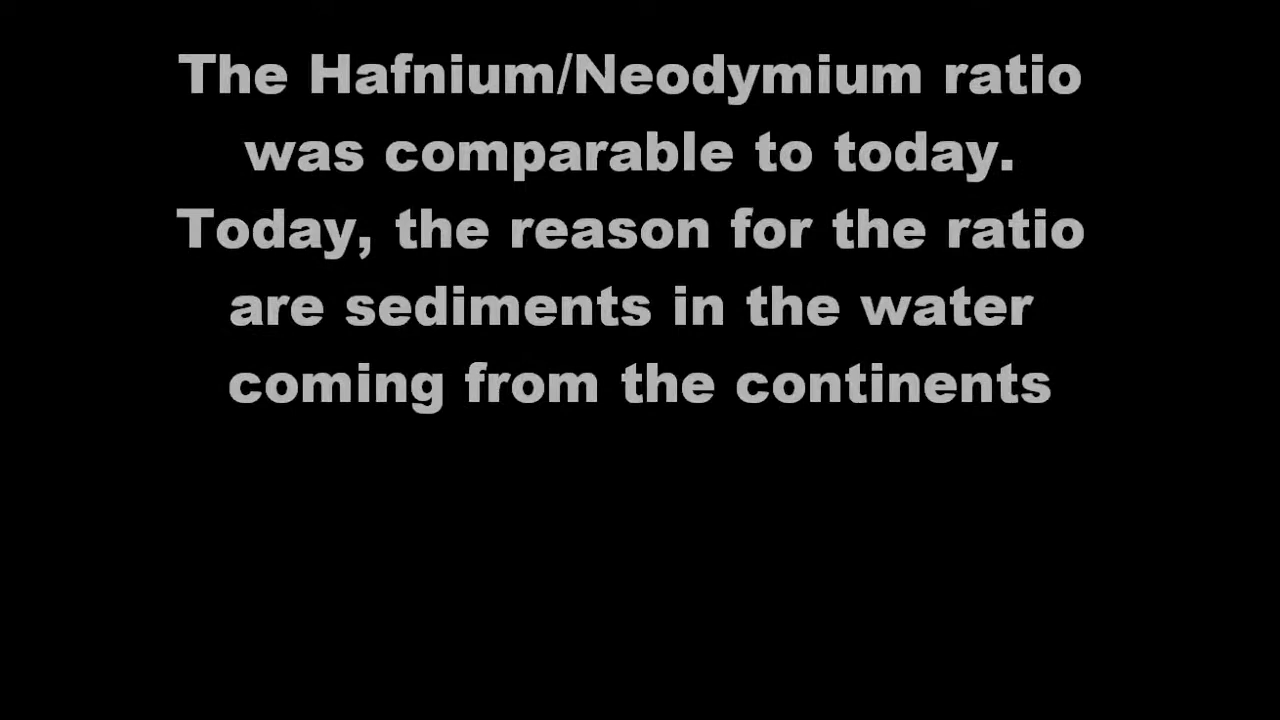 The Hafnium/Neodymium ratio
was comparable to today.
Today, the reason for the ratio
are sediments in the water
coming from the continents